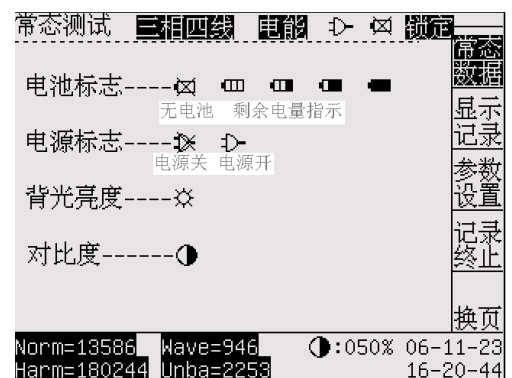 常态测试 三相四线 电能 锁定
常态
数据
电池标志----
无电池 剩余电量指示
显示
记录
电源标志----
电源关 电源开
参数
设置
背光亮度----
记录
终止
对比度------
换页
Norm=13586 Wave=946 :050% 06-11-23
Harm=180244 Unba=2253 16-20-44